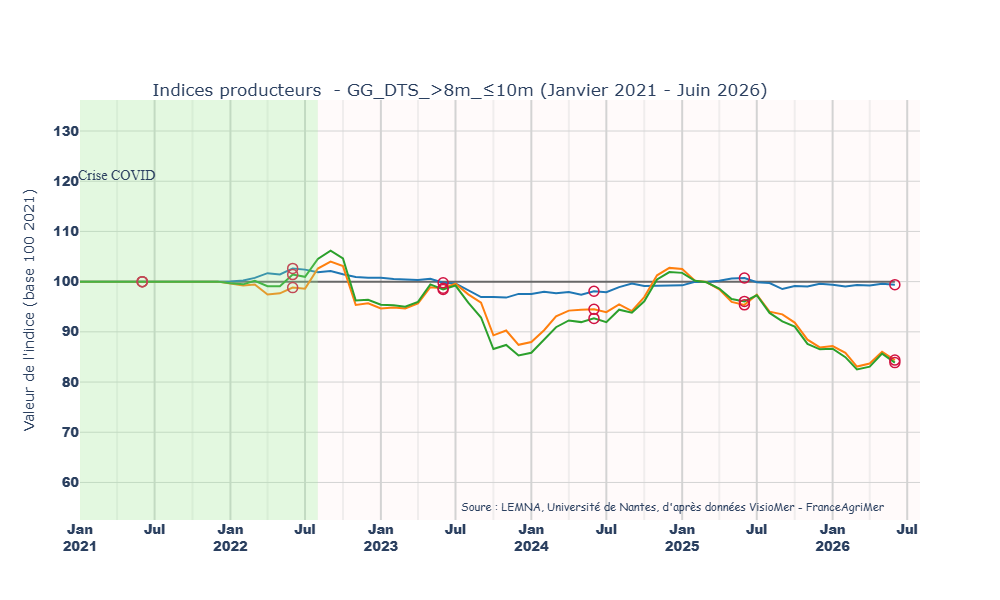 Indices producteurs  - GG_DTS_>8m_≤10m (Janvier 2021 - Juin 2026)
Valeur de l'indice (base 100 2021)
130
120
110
100
90
80
70
60
Crise COVID
Soure : LEMNA, Université de Nantes, d'après données VisioMer - FranceAgriMer
Jan Jul Jan Jul Jan Jul Jan Jul Jan Jul Jan Jul
2021 2022 2023 2024 2025 2026